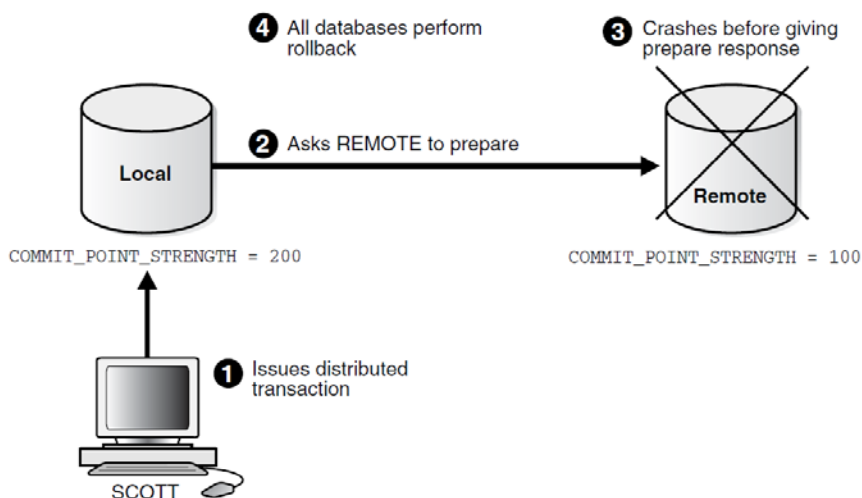 4 All databases perform
rollback
3 Crashes before giving
prepare response
2 Asks REMOTE to prepare
Local
Remote
COMMIT_POINT_STRENGTH = 200
COMMIT_POINT_STRENGTH = 100
1 Issues distributed
transaction
SCOTT